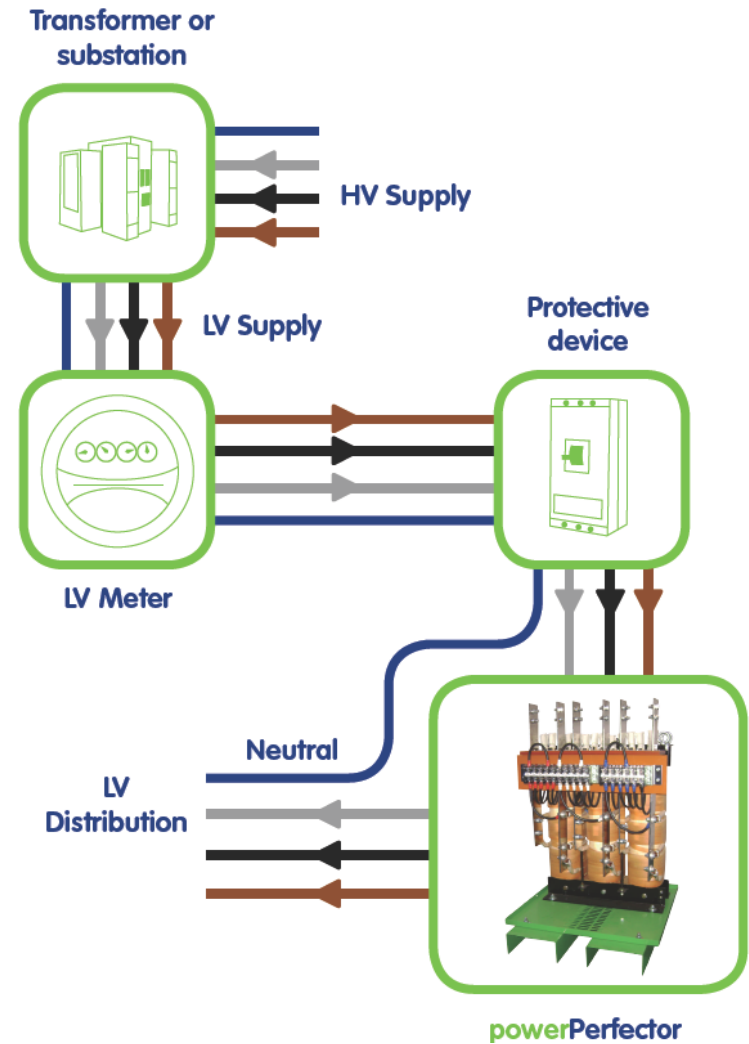 Transformer or
substation
HV Supply
LV Supply
Protective
device
LV Meter
Neutral
LV
Distribution
powerPerfector